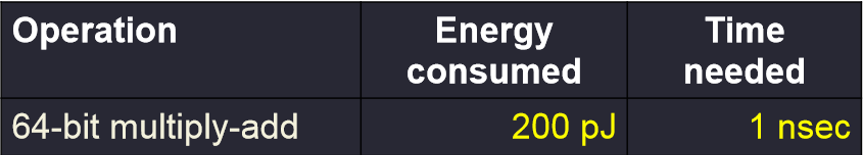 Operation Energy Time
consumed needed
64-bit multiply-add 200 pJ 1 nsec